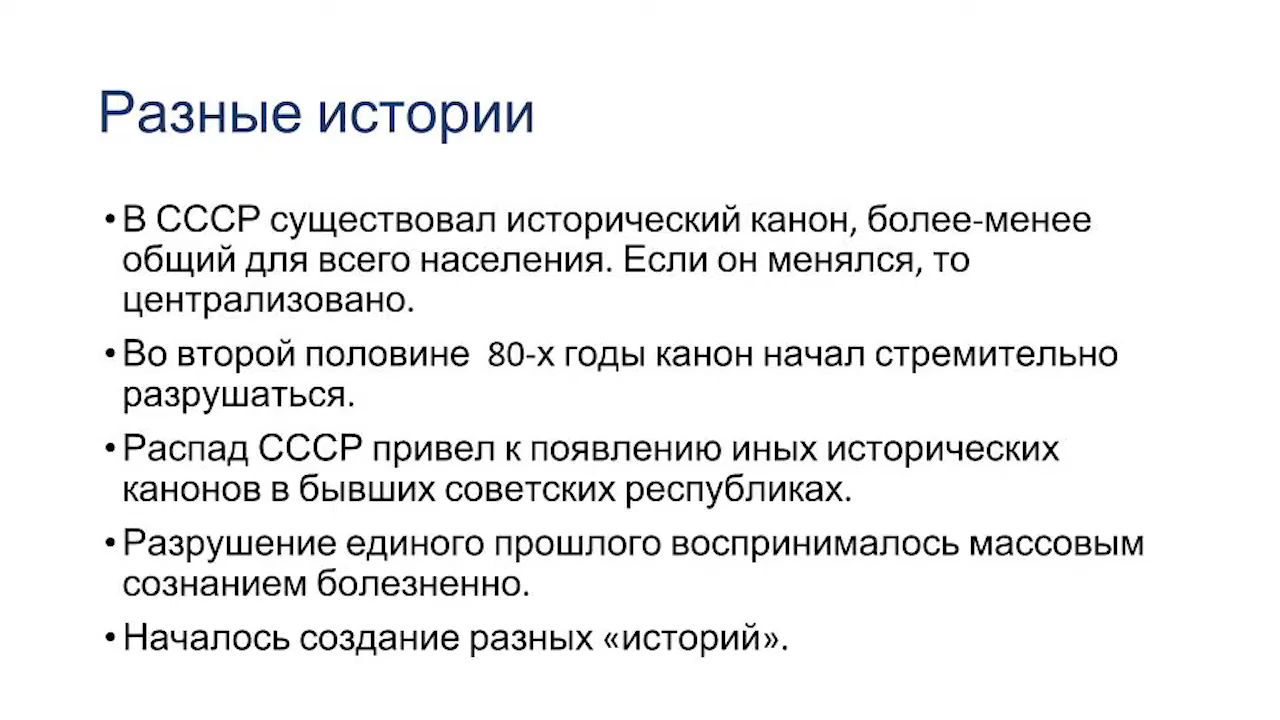 Разные истории
• В СССР существовал исторический канон, более-менее
общий для всего населения. Если он менялся, то
централизовано.
• Во второй половине  80-х годы канон начал стремительно
разрушаться.
• Распад СССР привел к появлению иных исторических
канонов в бывших советских республиках.
• Разрушение единого прошлого воспринималось массовым
сознанием болезненно.
• Началось создание разных «историй».